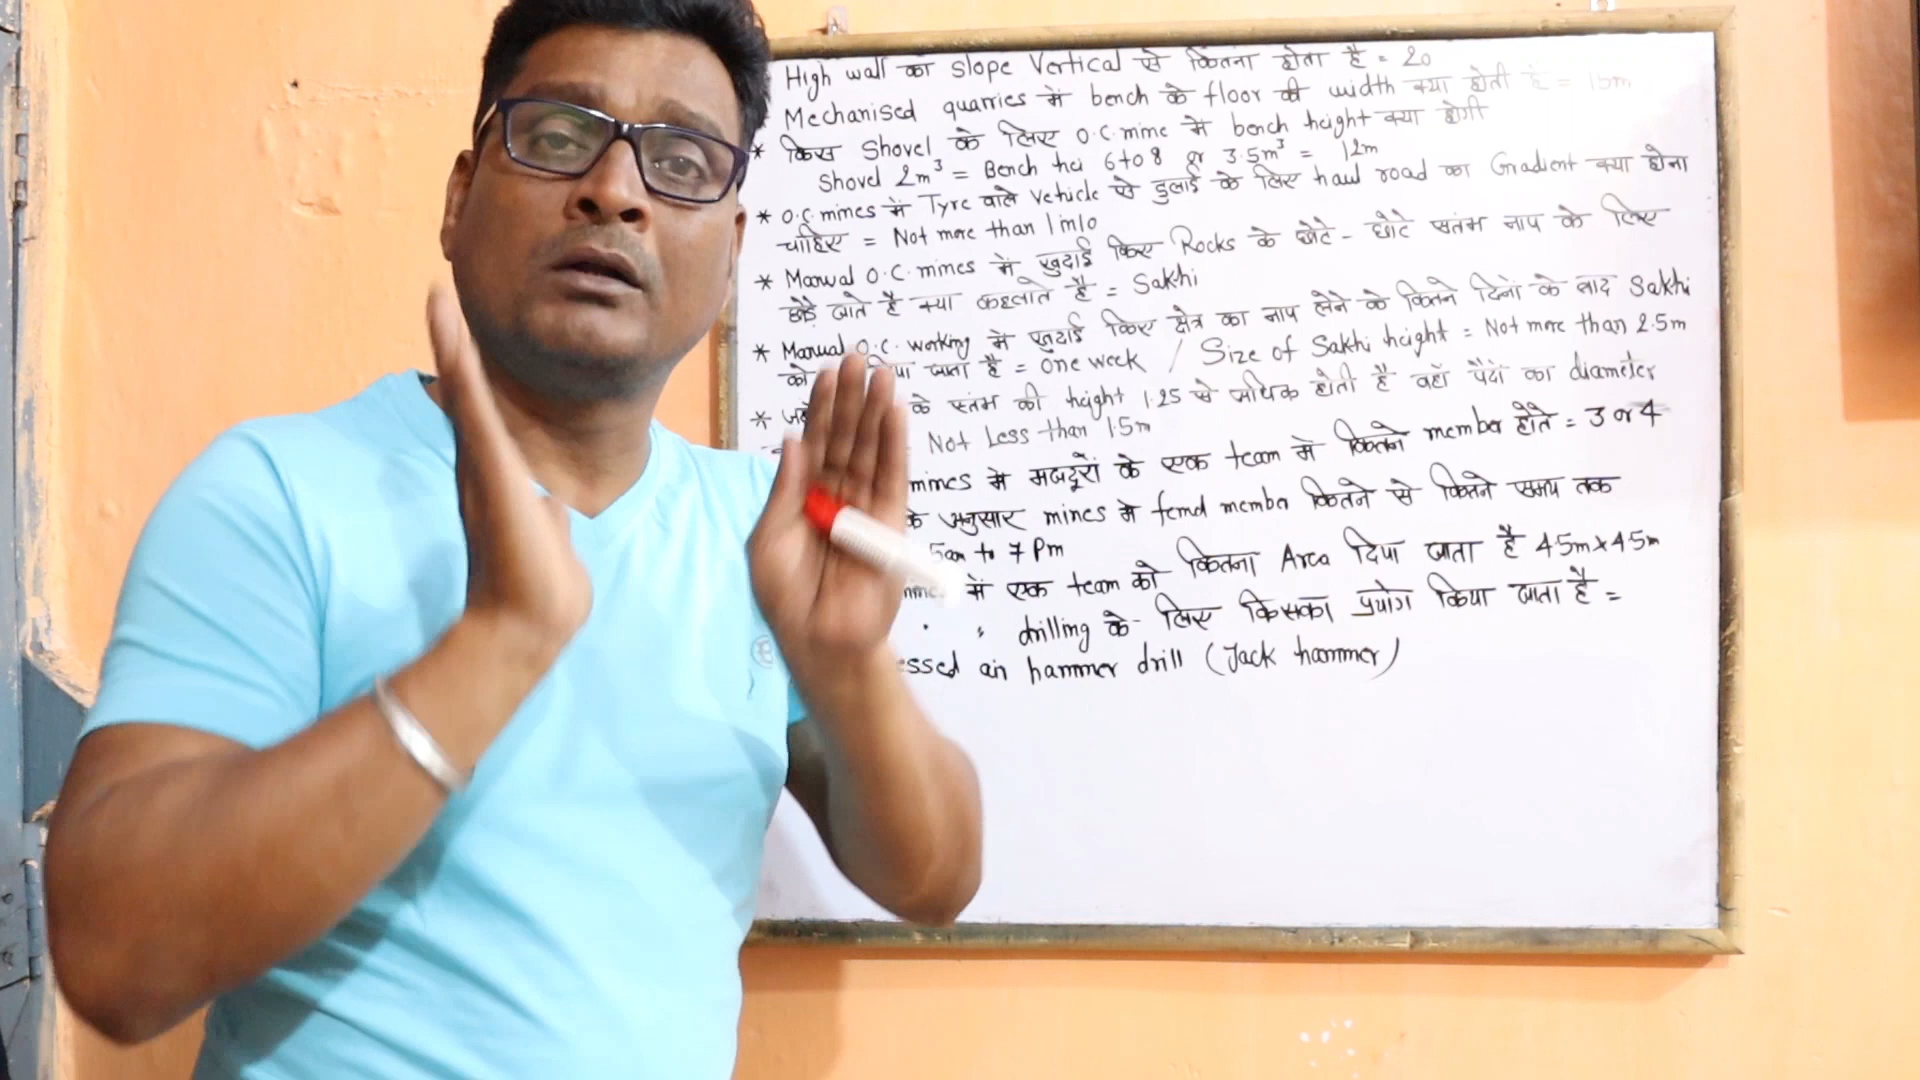 High wall का slope Vertical से कितना होता है = 20
Mechanised quarries में bench के floor की width क्या होती है = 15m
* किस Shovel के लिए O.C. mine में bench height क्या होगी
Shovel 2m³ = Bench hei 6 to 8 हर 3.5m³ = 12m
* O.C. mines में Tyre वाले Vehicle से ढुलाई के लिए haul road का Gradient क्या होना
चाहिए = Not more than 1 in 10
* Manual O.C. mines में खुदाई किए Rocks के छोटे - छोटे स्तंभ नाप के लिए
छोड़े जाते है क्या कहलाते है = Sakhi
* Manual O.C. working में खुदाई किए क्षेत्र का नाप लेने के कितने दिनों के बाद Sakhi
को जाता है = one week / Size of Sakhi height = Not more than 2.5m
* के स्तंभ की height 1.25 से अधिक होती है वहाँ पैंदों का diameter
Not Less than 1.5m
mines में मजदूरों के एक team में कितने member होते = 3 or 4
के अनुसार mines में femd member कितने से कितने समय तक
5am to 7 Pm
में एक team को कितना Area दिया जाता है 4.5m x 4.5m
drilling के लिए किसका प्रयोग किया जाता है =
essed air hammer drill (Jack hammer)